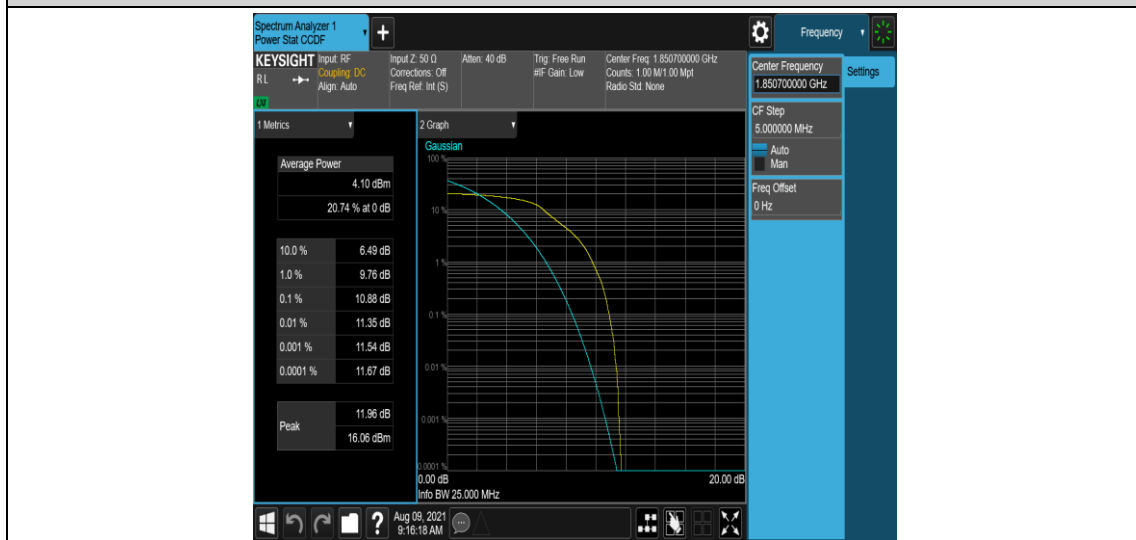 Spectrum Analyzer 1
Power Stat CCDF
+
Frequency
KEYSIGHT
RL
LXI
Input: RF
Coupling: DC
Align: Auto
Input Z: 50 Ω
Corrections: Off
Freq Ref: Int (S)
Atten: 40 dB
Trig: Free Run
#IF Gain: Low
Center Freq: 1.850700000 GHz
Counts: 1.00 M/1.00 Mpt
Radio Std: None
Center Frequency
1.850700000 GHz
Settings
CF Step
5.000000 MHz
Auto
Man
Freq Offset
0 Hz
1 Metrics
Average Power
4.10 dBm
20.74 % at 0 dB
10.0 % 6.49 dB
1.0 % 9.76 dB
0.1 % 10.88 dB
0.01 % 11.35 dB
0.001 % 11.54 dB
0.0001 % 11.67 dB
Peak
11.96 dB
16.06 dBm
2 Graph
Gaussian
100 %
10 %
1 %
0.1 %
0.01 %
0.001 %
0.0001 %
0.00 dB 20.00 dB
Info BW 25.000 MHz
?
Aug 09, 2021
9:16:18 AM